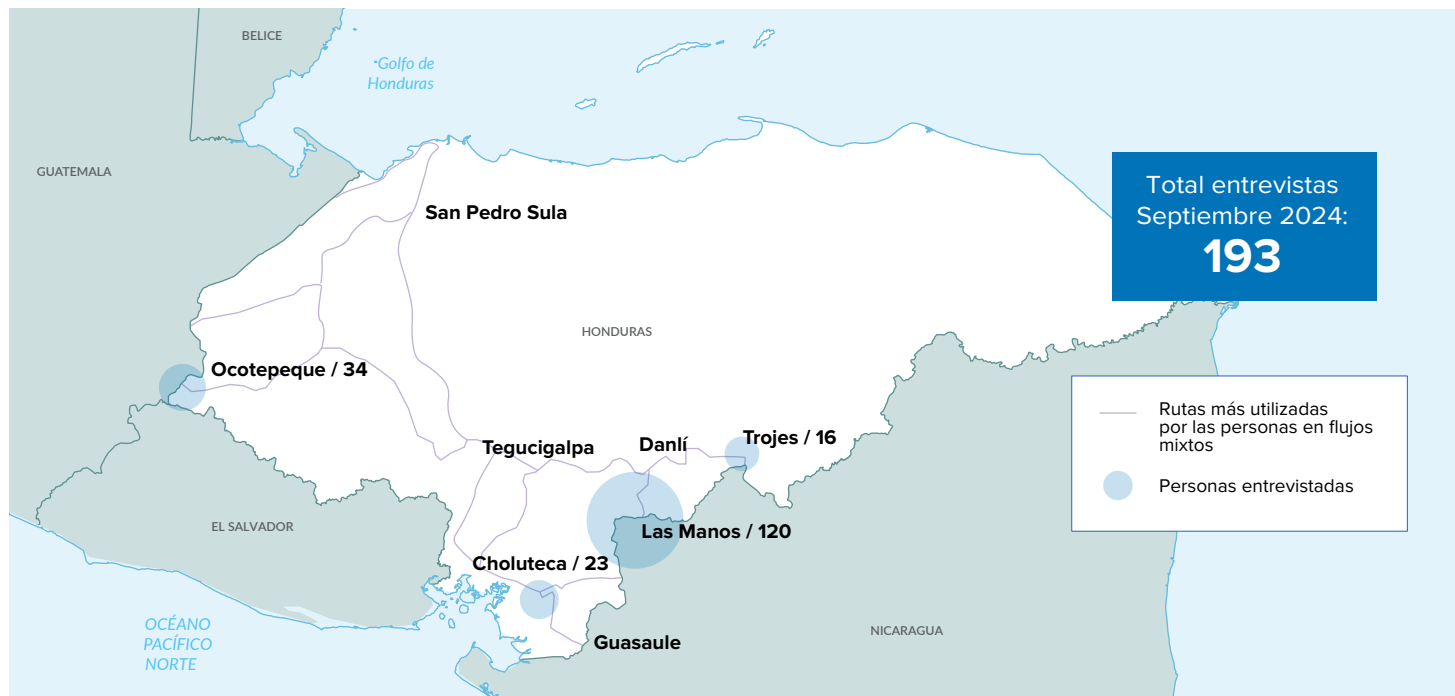 BELICE
Golfo de
Honduras
GUATEMALA
Total entrevistas
Septiembre 2024:
193
San Pedro Sula
HONDURAS
Ocotepeque / 34
Rutas más utilizadas
por las personas en flujos
mixtos
Personas entrevistadas
Tegucigalpa
Danlí
Trojes / 16
EL SALVADOR
Las Manos / 120
Choluteca / 23
OCÉANO
PACÍFICO
NORTE
Guasaule
NICARAGUA